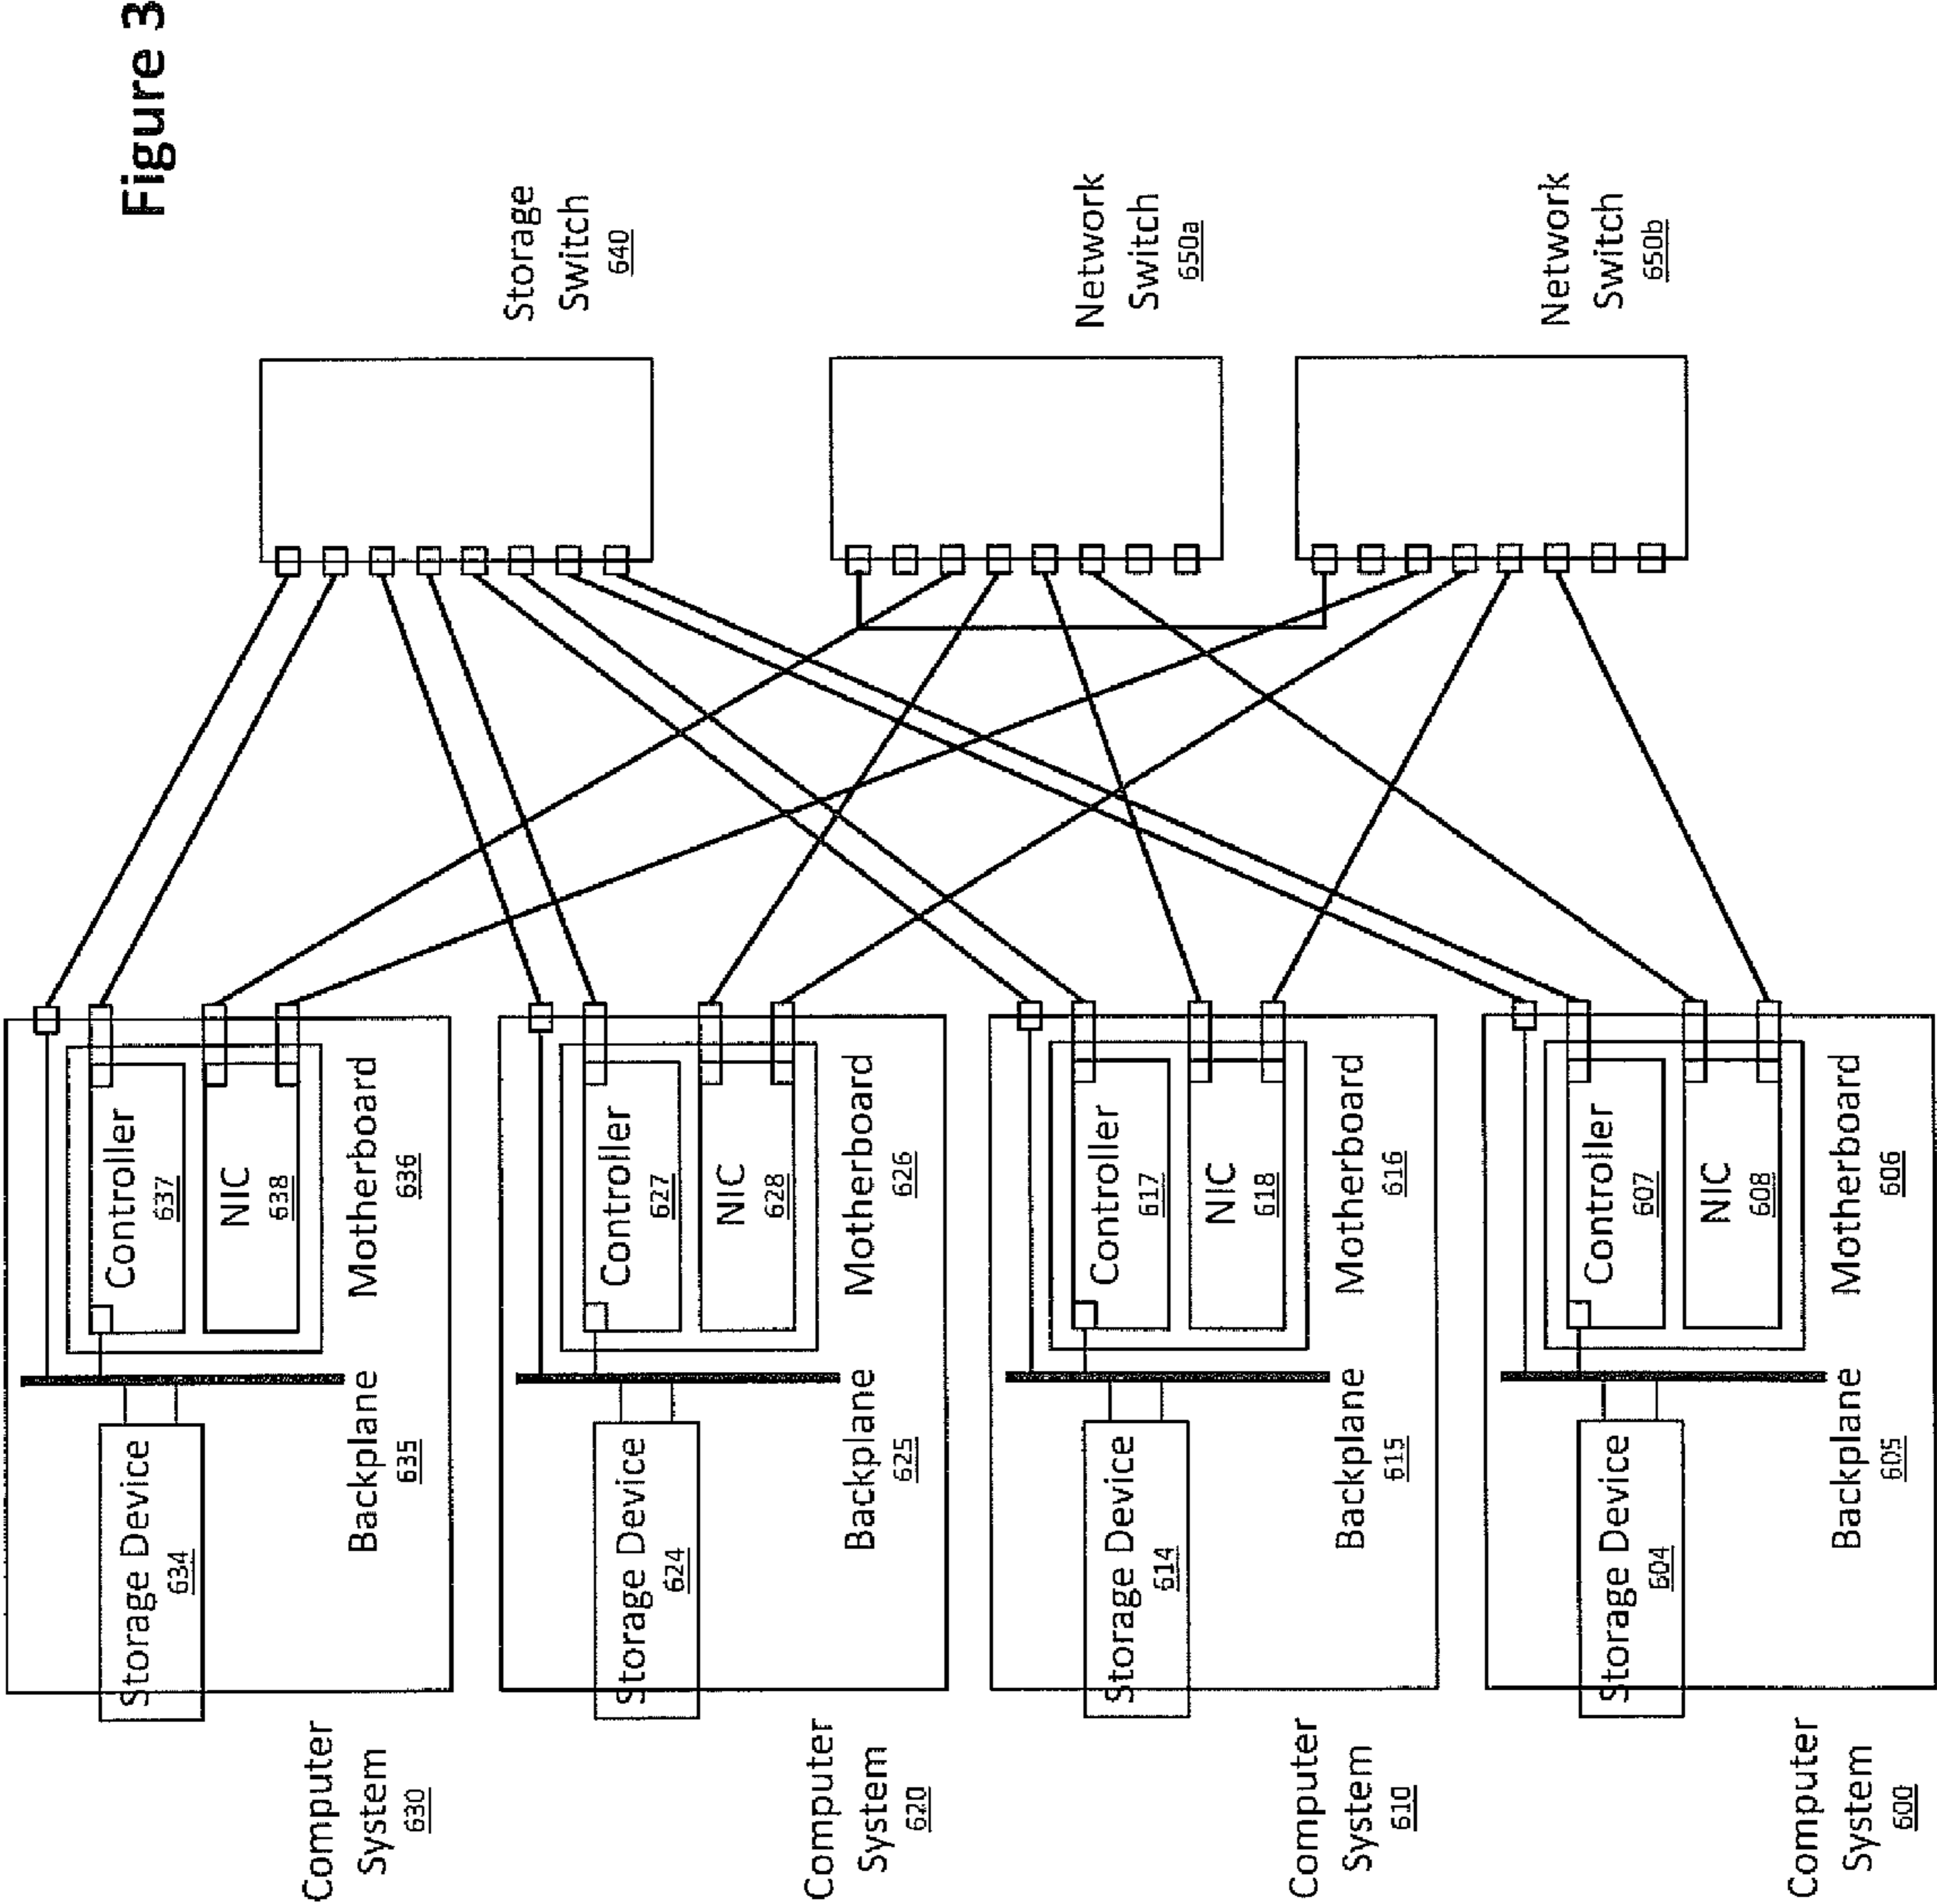 Figure 3
Computer
System
630
Storage Device
634
Backplane
635
Controller
637
NIC
638
Motherboard
636
Computer
System
620
Storage Device
624
Backplane
625
Controller
627
NIC
628
Motherboard
626
Computer
System
610
Storage Device
614
Backplane
615
Controller
617
NIC
618
Motherboard
616
Computer
System
600
Storage Device
604
Backplane
605
Controller
607
NIC
608
Motherboard
606
Storage
Switch
640
Network
Switch
650a
Network
Switch
650b